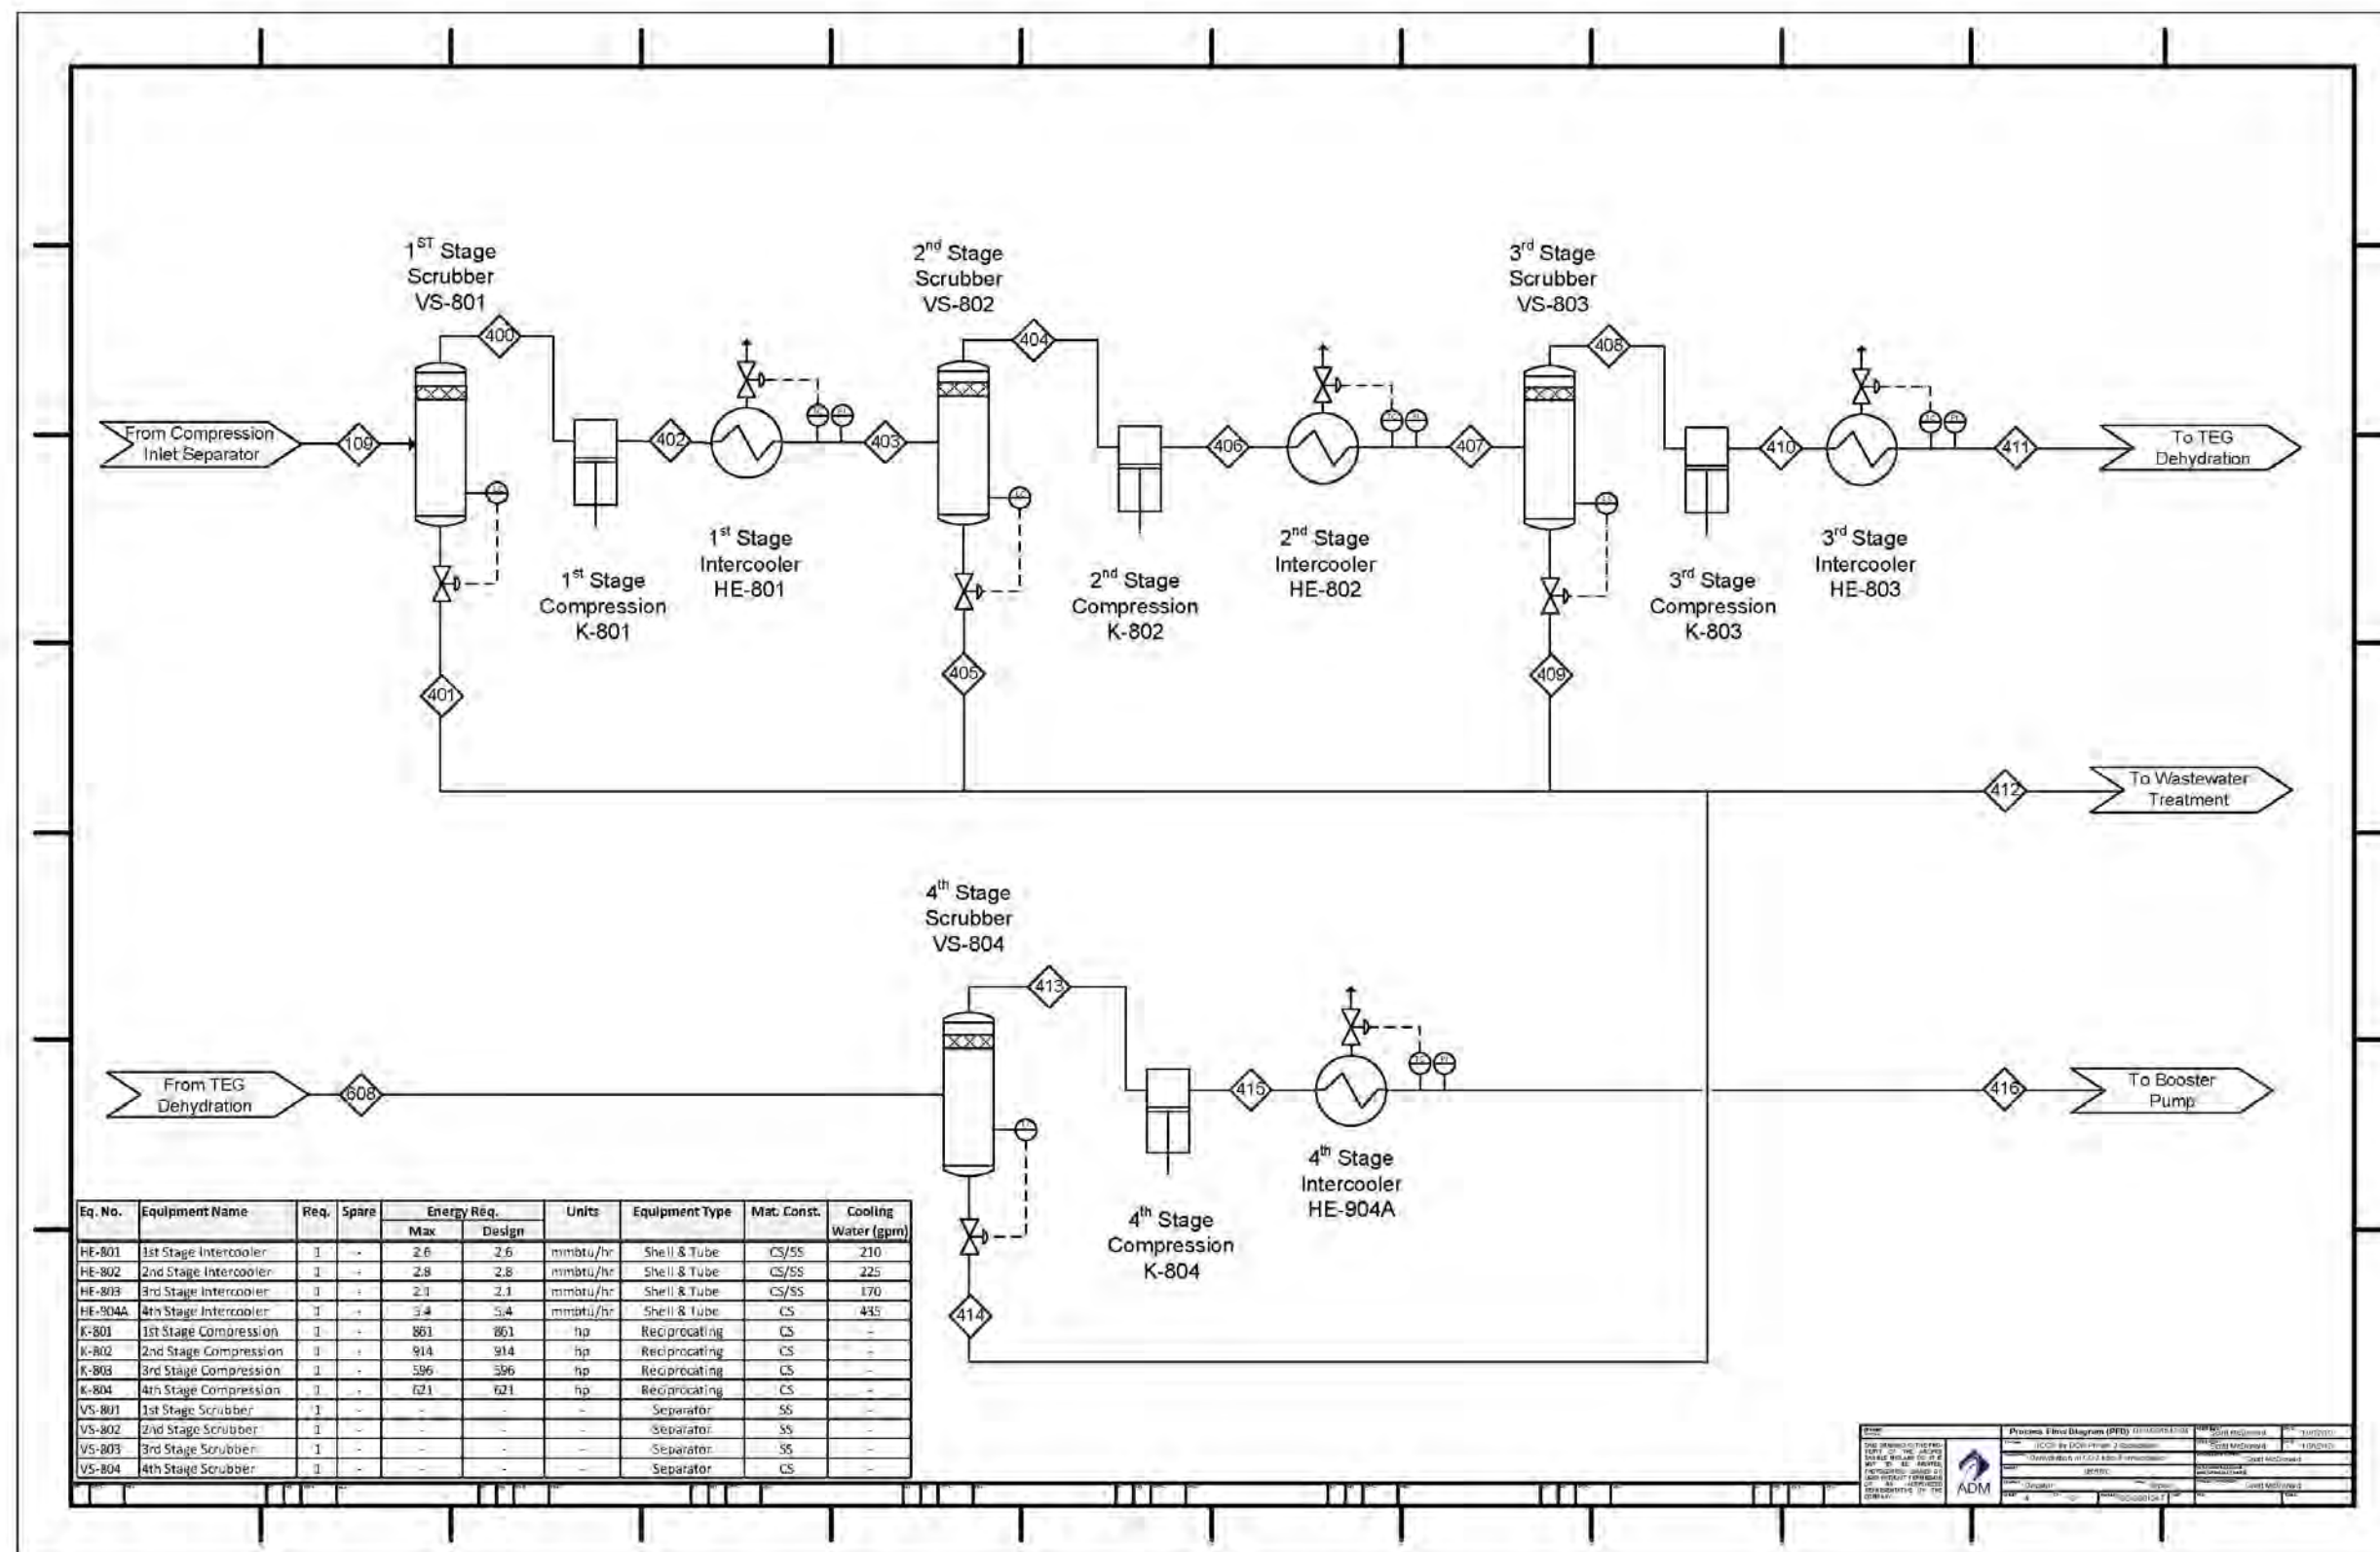 1ST Stage
Scrubber
VS-801
2nd Stage
Scrubber
VS-802
3rd Stage
Scrubber
VS-803
400
404
408
From Compression
Inlet Separator
109
402
403
406
407
410
411
To TEG
Dehydration
1st Stage
Intercooler
HE-801
2nd Stage
Intercooler
HE-802
3rd Stage
Intercooler
HE-803
1st Stage
Compression
K-801
2nd Stage
Compression
K-802
3rd Stage
Compression
K-803
401
405
409
412
To Wastewater
Treatment
4th Stage
Scrubber
VS-804
413
From TEG
Dehydration
608
415
416
To Booster
Pump
4th Stage
Intercooler
HE-904A
4th Stage
Compression
K-804
414
Eq. No. Equipment Name Req. Spare Energy Req. Units Equipment Type Mat. Const. Cooling
Max Design Water (gpm)
HE-801 1st Stage Intercooler 1 - 2.6 2.6 mmbtu/hr Shell & Tube CS/SS 210
HE-802 2nd Stage Intercooler 1 - 2.8 2.8 mmbtu/hr Shell & Tube CS/SS 225
HE-803 3rd Stage Intercooler 1 - 2.1 2.1 mmbtu/hr Shell & Tube CS/SS 170
HE-904A 4th Stage Intercooler 1 - 5.4 5.4 mmbtu/hr Shell & Tube CS 435
K-801 1st Stage Compression 1 - 861 861 hp Reciprocating CS -
K-802 2nd Stage Compression 1 - 914 914 hp Reciprocating CS -
K-803 3rd Stage Compression 1 - 596 596 hp Reciprocating CS -
K-804 4th Stage Compression 1 - 621 621 hp Reciprocating CS -
VS-801 1st Stage Scrubber 1 - - - - Separator SS -
VS-802 2nd Stage Scrubber 1 - - - - Separator SS -
VS-803 3rd Stage Scrubber 1 - - - - Separator SS -
VS-804 4th Stage Scrubber 1 - - - - Separator CS -
Process Flow Diagram (PFD)
Scott McDonald
Scott McDonald
Scott McDonald
ADM
Scott McDonald